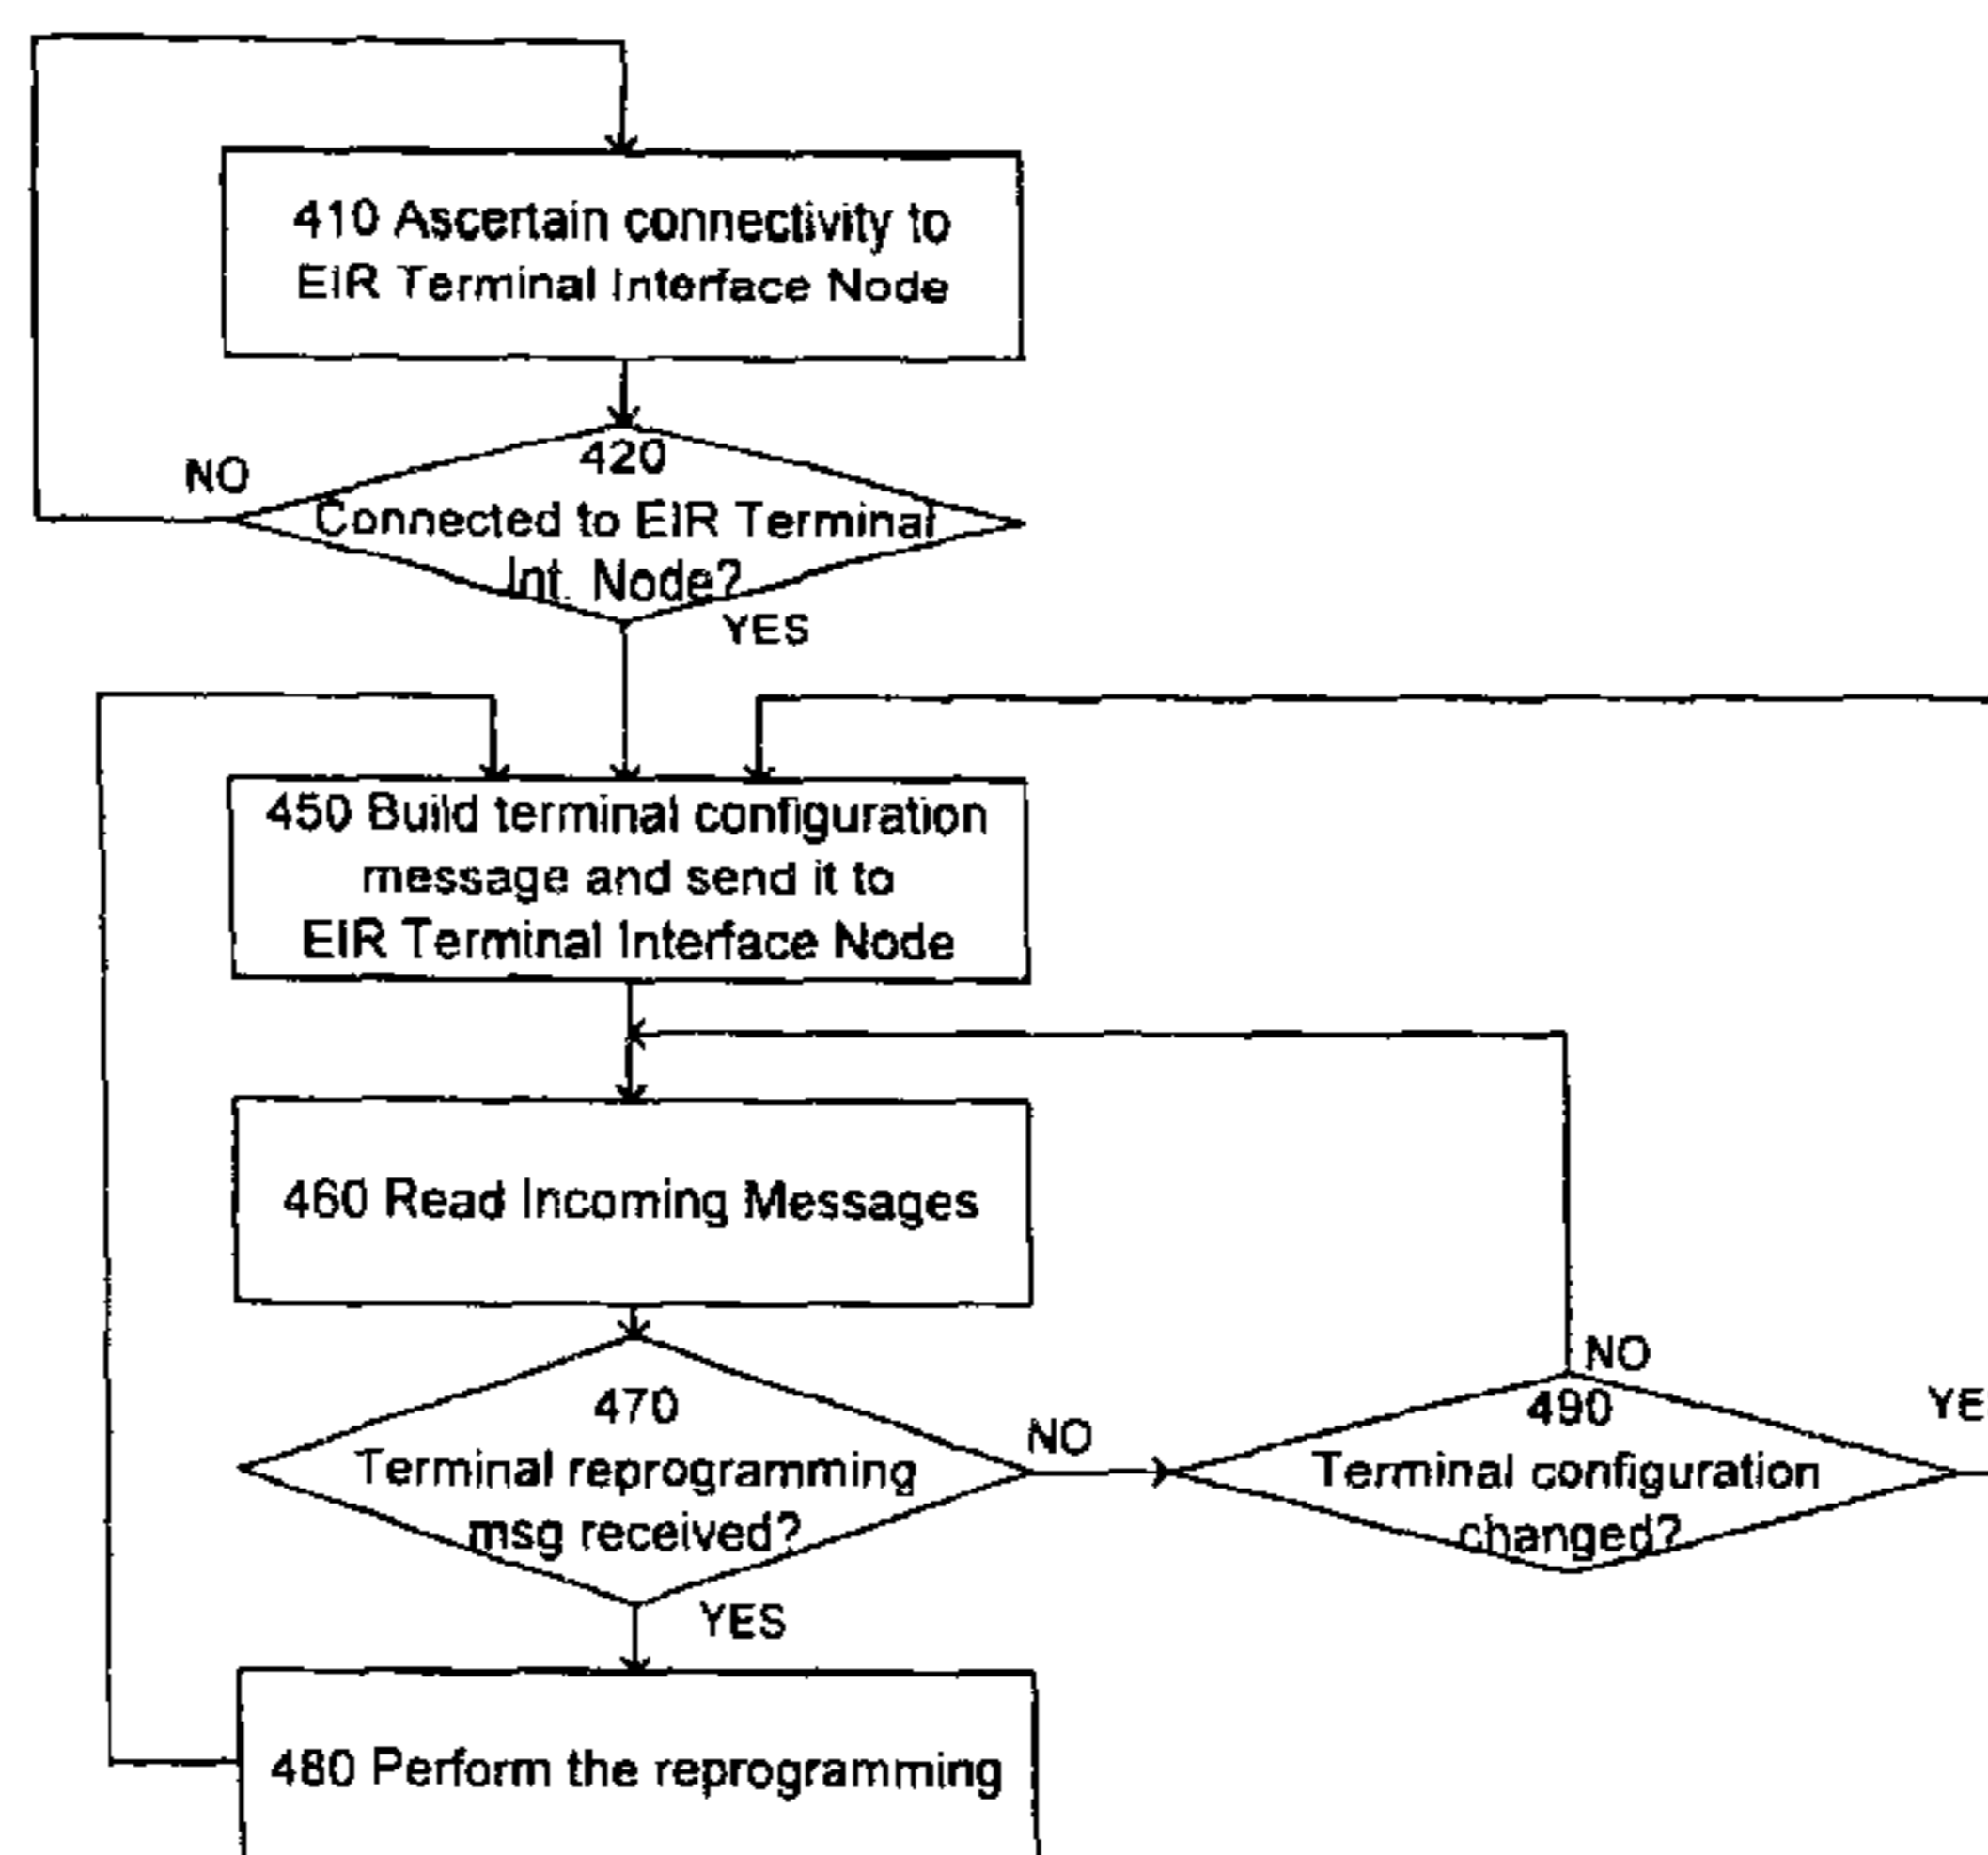 410 Ascertain connectivity to
EIR Terminal Interface Node
420
Connected to EIR Terminal
Int. Node?
NO
YES
450 Build terminal configuration
message and send it to
EIR Terminal Interface Node
460 Read Incoming Messages
470
Terminal reprogramming
msg received?
NO
YES
490
Terminal configuration
changed?
NO
YE
480 Perform the reprogramming